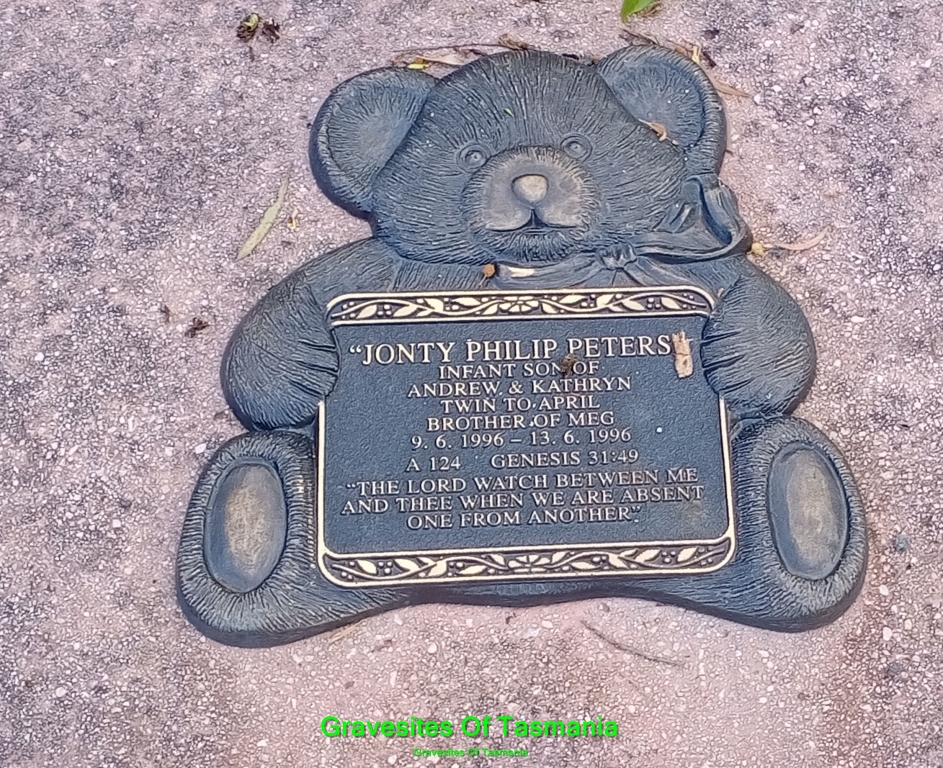 "JONTY PHILIP PETERS
INFANT SON OF
ANDREW & KATHRYN
TWIN TO APRIL
BROTHER OF MEG
9. 6. 1996 – 13. 6. 1996
A 124 GENESIS 31:49
"THE LORD WATCH BETWEEN ME
AND THEE WHEN WE ARE ABSENT
ONE FROM ANOTHER"
Gravesites Of Tasmania
Gravesites Of Tasmania